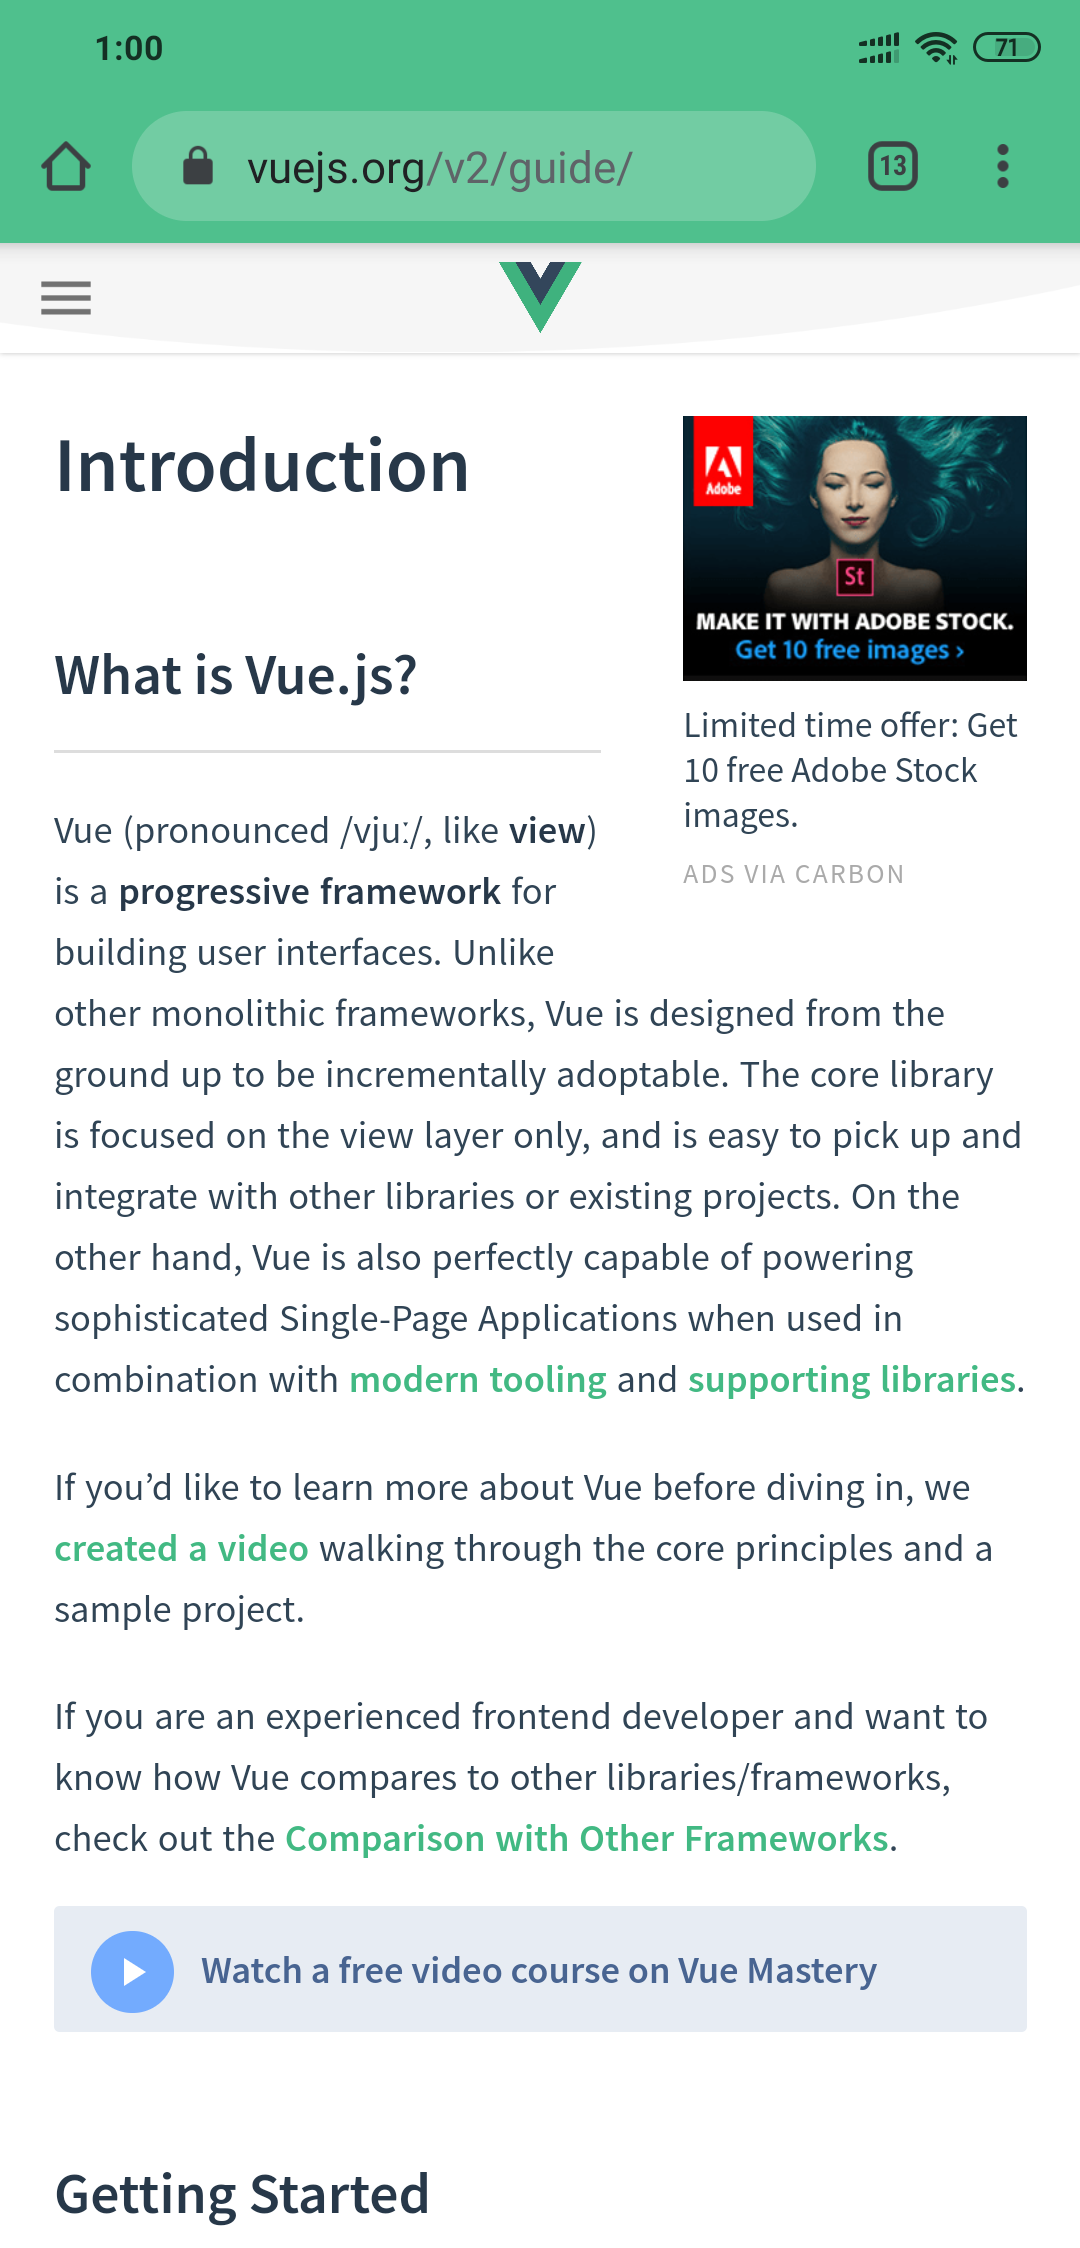 1:00
71
vuejs.org/v2/guide/
13
Introduction
Adobe
St
MAKE IT WITH ADOBE STOCK.
Get 10 free images ›
Limited time offer: Get
10 free Adobe Stock
images.
ADS VIA CARBON
What is Vue.js?
Vue (pronounced /vjuː/, like view)
is a progressive framework for
building user interfaces. Unlike
other monolithic frameworks, Vue is designed from the
ground up to be incrementally adoptable. The core library
is focused on the view layer only, and is easy to pick up and
integrate with other libraries or existing projects. On the
other hand, Vue is also perfectly capable of powering
sophisticated Single-Page Applications when used in
combination with modern tooling and supporting libraries.
If you’d like to learn more about Vue before diving in, we
created a video walking through the core principles and a
sample project.
If you are an experienced frontend developer and want to
know how Vue compares to other libraries/frameworks,
check out the Comparison with Other Frameworks.
Watch a free video course on Vue Mastery
Getting Started